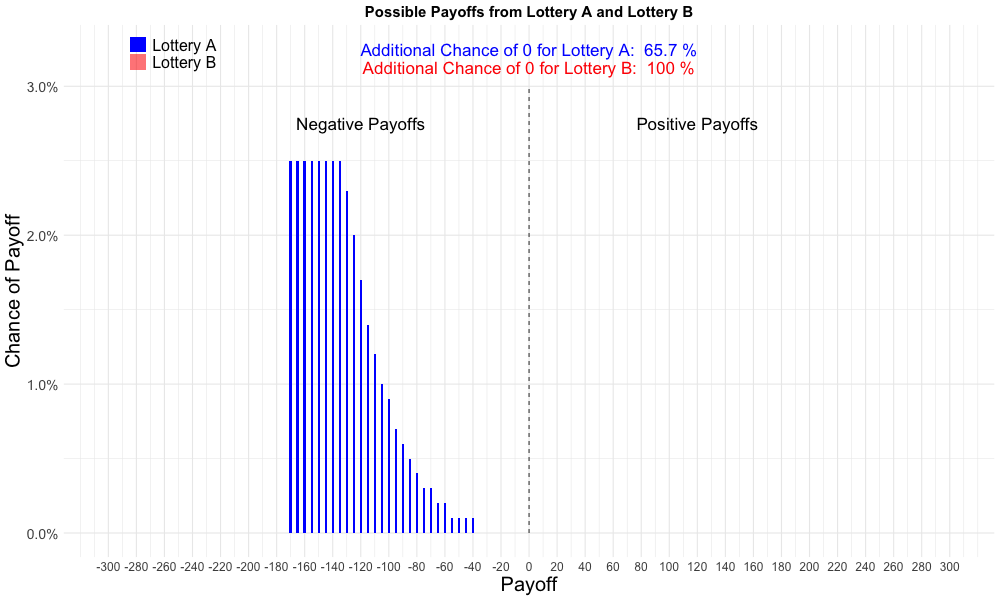 Possible Payoffs from Lottery A and Lottery B
Lottery A
Lottery B
Additional Chance of 0 for Lottery A: 65.7 %
Additional Chance of 0 for Lottery B: 100 %
Negative Payoffs
Positive Payoffs
Chance of Payoff
3.0%
2.0%
1.0%
0.0%
-300 -280 -260 -240 -220 -200 -180 -160 -140 -120 -100 -80 -60 -40 -20 0 20 40 60 80 100 120 140 160 180 200 220 240 260 280 300
Payoff